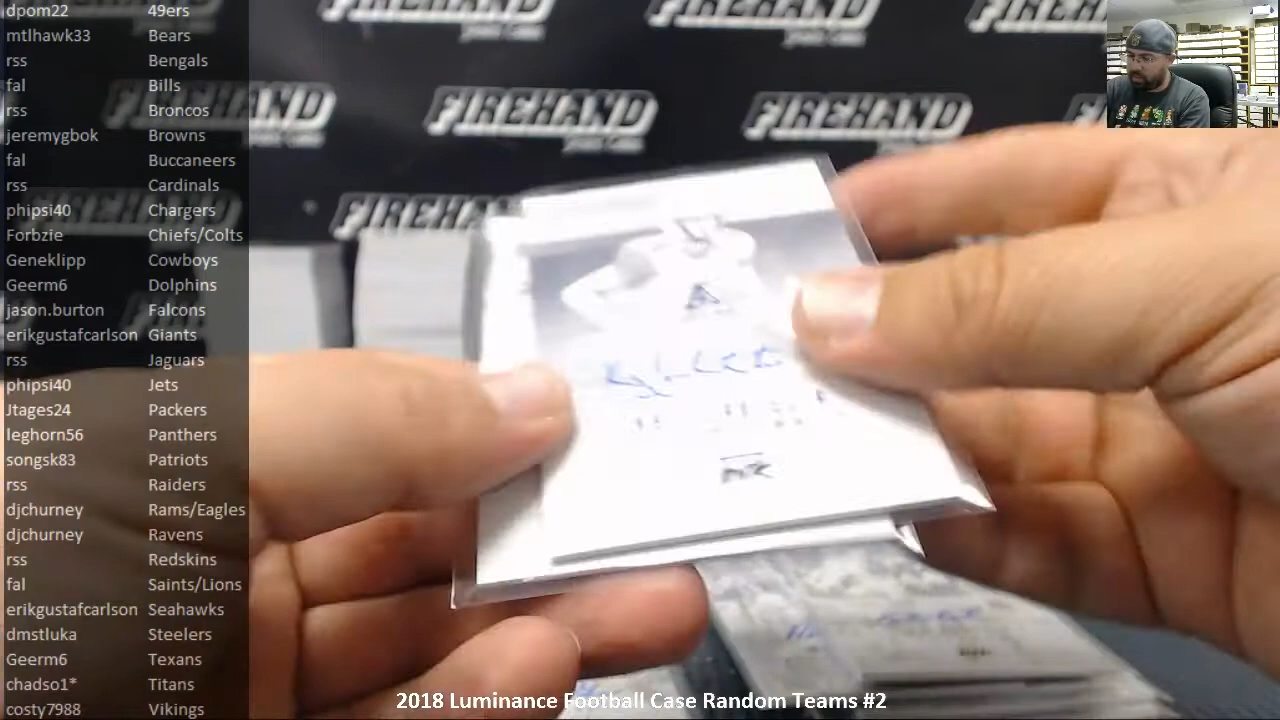 dpom22 49ers
mtlhawk33 Bears
rss Bengals
fal Bills
rss Broncos
jeremygbok Browns
fal Buccaneers
rss Cardinals
phipsi40 Chargers
Forbzie Chiefs/Colts
Geneklipp Cowboys
Geerm6 Dolphins
jason.burton Falcons
erikgustafcarlson Giants
rss Jaguars
phipsi40 Jets
Jtages24 Packers
leghorn56 Panthers
songsk83 Patriots
rss Raiders
djchurney Rams/Eagles
djchurney Ravens
rss Redskins
fal Saints/Lions
erikgustafcarlson Seahawks
dmstluka Steelers
Geerm6 Texans
chadso1* Titans
costy7988 Vikings
FIREHAND
FIREHAND
FIREHAND
FIREHA
2018 Luminance Football Case Random Teams #2